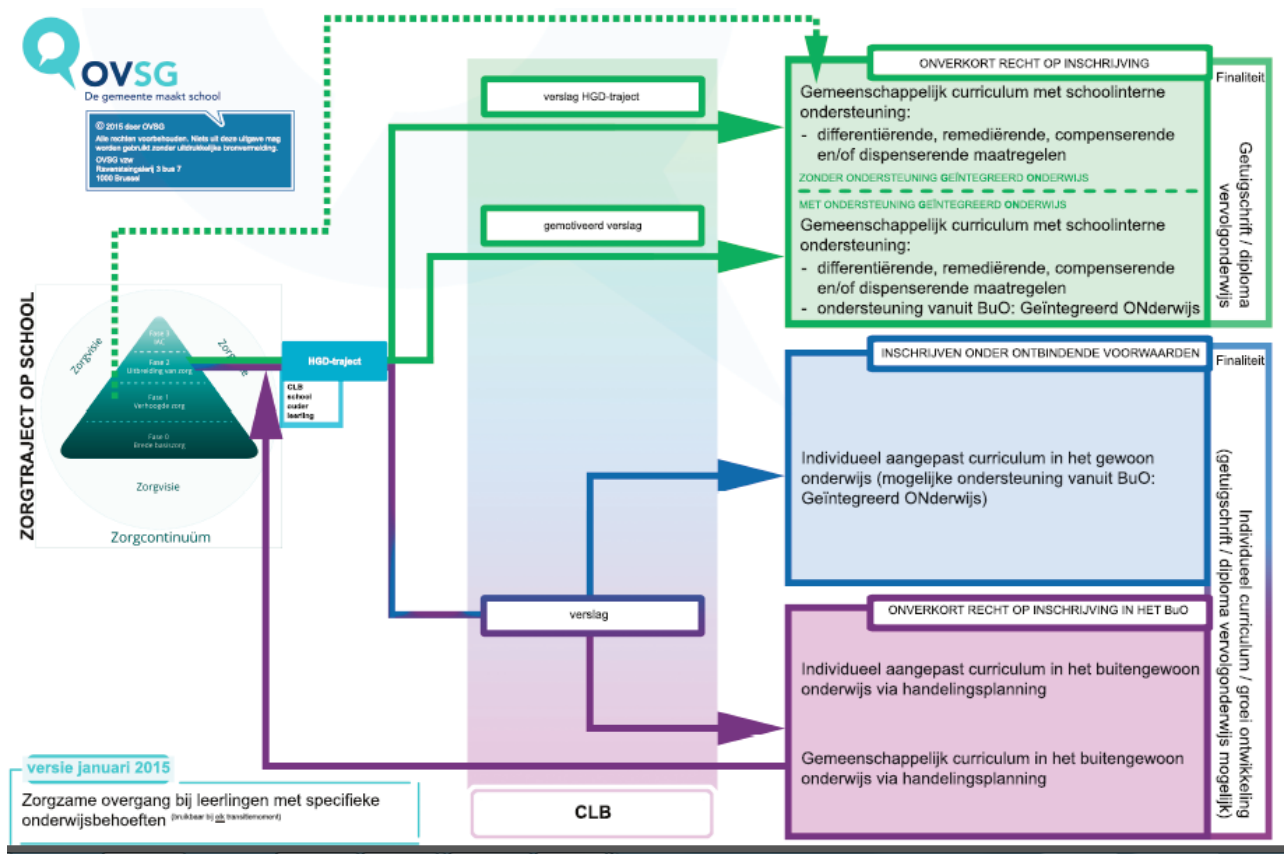 OVSG
De gemeente maakt school
© 2015 door OVSG
Alle rechten voorbehouden. Niets uit deze uitgave mag
worden gebruikt zonder uitdrukkelijke bronvermelding.
OVSG vzw
Ravensteingalerij 3 bus 7
1000 Brussel
ZORGTRAJECT OP SCHOOL
Zorgvisie
Zorgvisie
Fase 3
IAC
Fase 2
Uitbreiding van zorg
Fase 1
Verhoogde zorg
Fase 0
Brede basiszorg
Zorgvisie
Zorgcontinuüm
HGD-traject
CLB
school
ouder
leerling
verslag HGD-traject
gemotiveerd verslag
verslag
CLB
ONVERKORT RECHT OP INSCHRIJVING
Gemeenschappelijk curriculum met schoolinterne
ondersteuning:
- differentiërende, remediërende, compenserende
en/of dispenserende maatregelen
ZONDER ONDERSTEUNING GEÏNTEGREERD ONDERWIJS
MET ONDERSTEUNING GEÏNTEGREERD ONDERWIJS
Gemeenschappelijk curriculum met schoolinterne
ondersteuning:
- differentiërende, remediërende, compenserende
en/of dispenserende maatregelen
- ondersteuning vanuit BuO: Geïntegreerd ONderwijs
Finaliteit
Getuigschrift / diploma
vervolgonderwijs
INSCHRIJVEN ONDER ONTBINDENDE VOORWAARDEN
Individueel aangepast curriculum in het gewoon
onderwijs (mogelijke ondersteuning vanuit BuO:
Geïntegreerd ONderwijs)
Finaliteit
Individueel curriculum / groei ontwikkeling
(getuigschrift / diploma vervolgonderwijs mogelijk)
ONVERKORT RECHT OP INSCHRIJVING IN HET BuO
Individueel aangepast curriculum in het buitengewoon
onderwijs via handelingsplanning
Gemeenschappelijk curriculum in het buitengewoon
onderwijs via handelingsplanning
versie januari 2015
Zorgzame overgang bij leerlingen met specifieke
onderwijsbehoeften (bruikbaar bij elk transitiemoment)